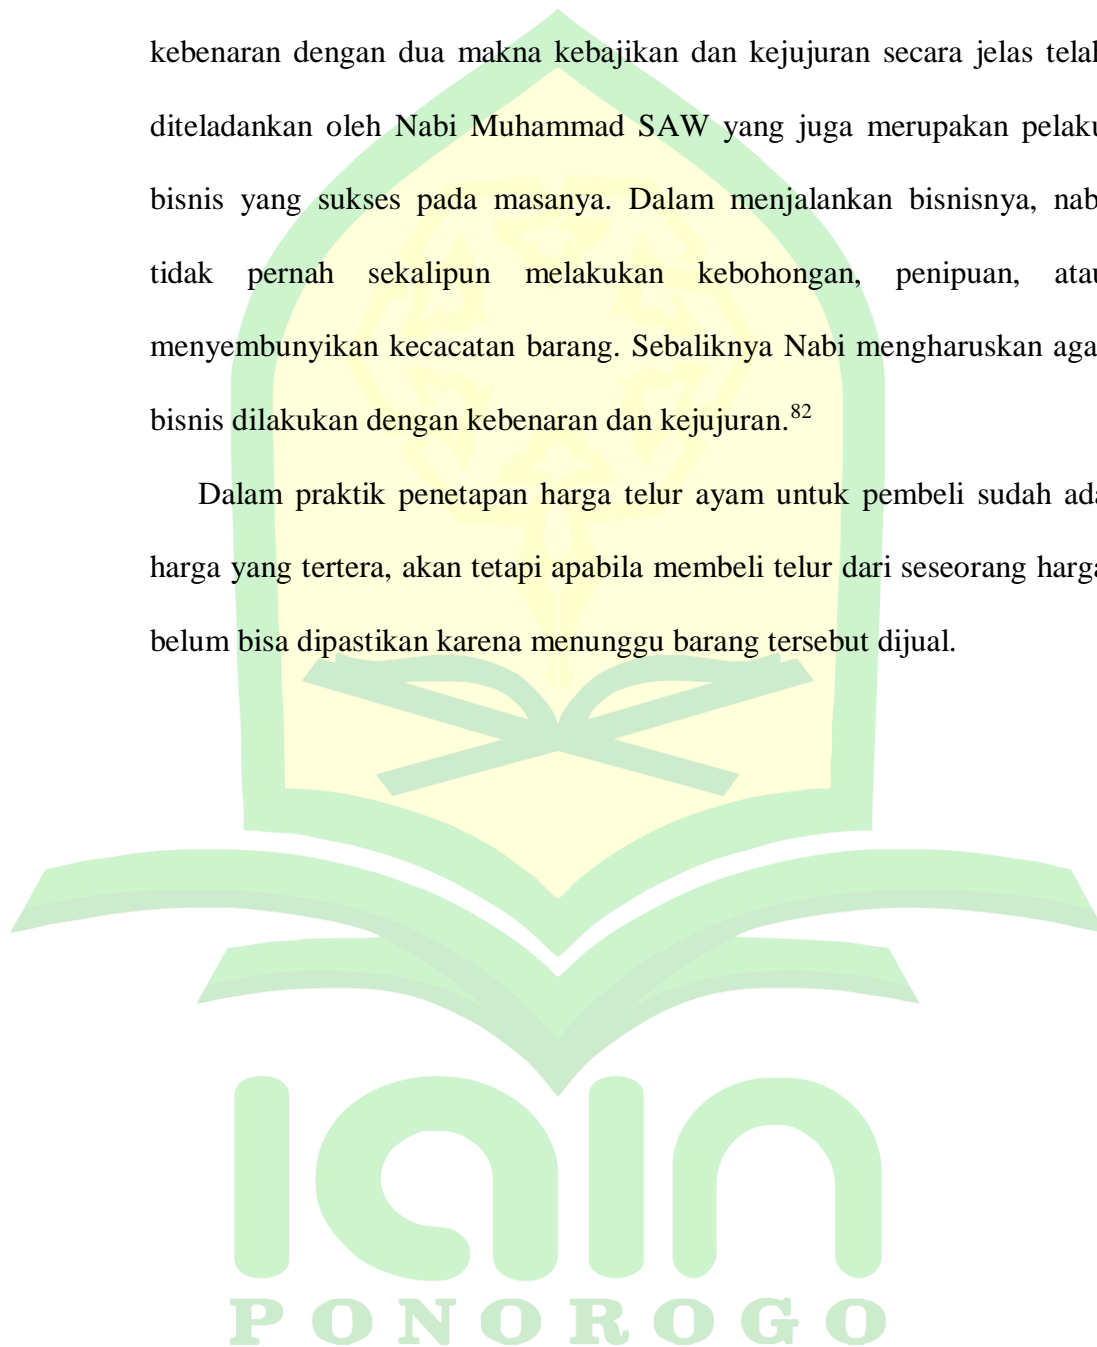 kebenaran dengan dua makna kebajikan dan kejujuran secara jelas telah
diteladankan oleh Nabi Muhammad SAW yang juga merupakan pelaku
bisnis yang sukses pada masanya. Dalam menjalankan bisnisnya, nab
tidak pernah sekalipun melakukan kebohongan, penipuan, atau
menyembunyikan kecacatan barang. Sebaliknya Nabi mengharuskan aga
bisnis dilakukan dengan kebenaran dan kejujuran.82
Dalam praktik penetapan harga telur ayam untuk pembeli sudah ada
harga yang tertera, akan tetapi apabila membeli telur dari seseorang harga
belum bisa dipastikan karena menunggu barang tersebut dijual.
iain
PONOROGO